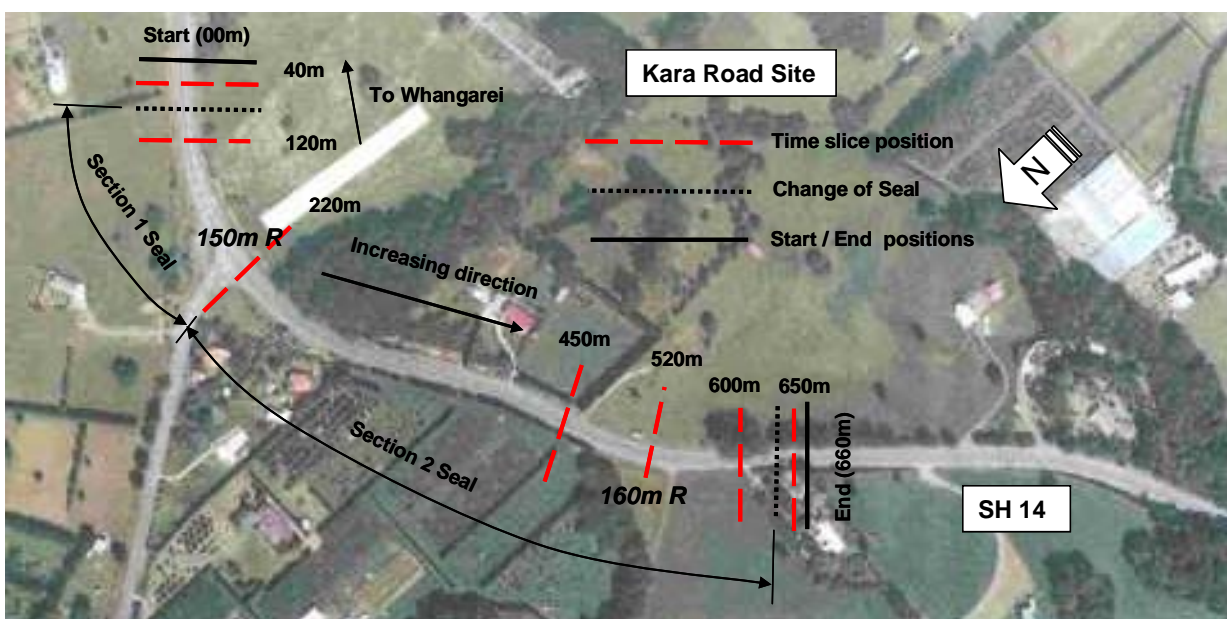 Start (00m)
40m
To Whangarei
120m
Kara Road Site
Time slice position
Change of Seal
Start / End positions
N
Section 1 Seal
220m
150m R
Increasing direction
450m
520m
600m
650m
Section 2 Seal
160m R
End (660m)
SH 14